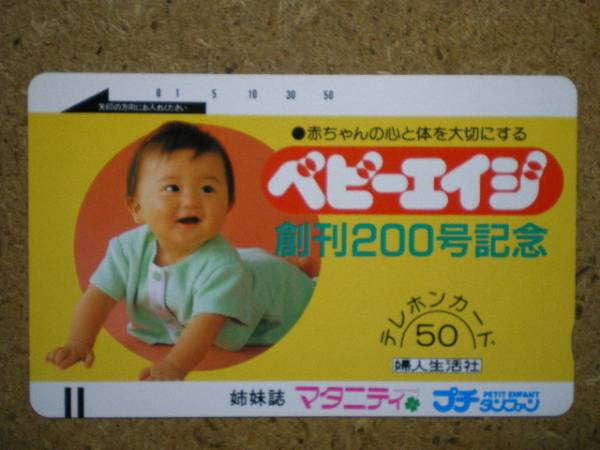 0 1 5 10 30 50
矢印の方向にお入れください
●赤ちゃんの心と体を大切にする
ベビーエイジ
創刊200号記念
テレホンカード
50
婦人生活社
姉妹誌 マタニティ プチタンファン
PETIT ENFANT